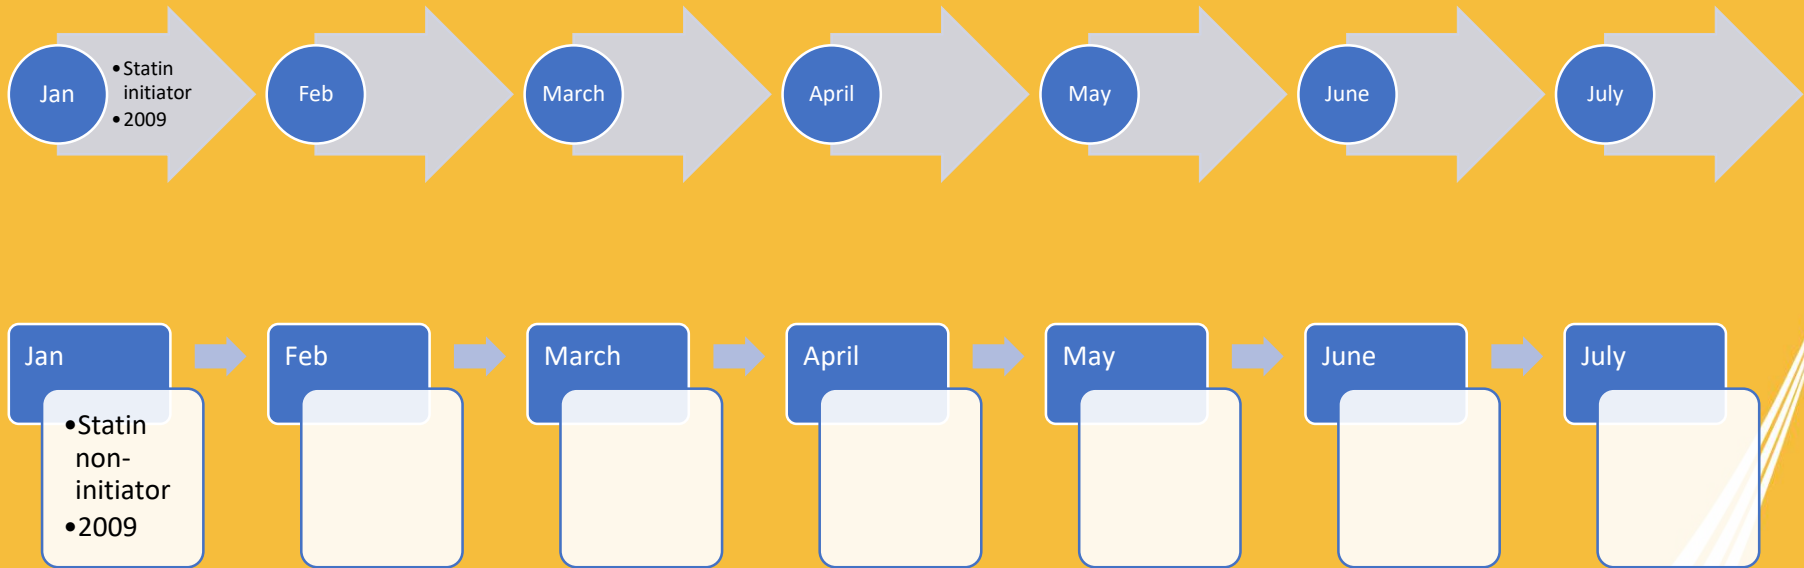 Jan
• Statin
initiator
• 2009
Feb
March
April
May
June
July
Jan
•Statin
non-
initiator
•2009
Feb
March
April
May
June
July